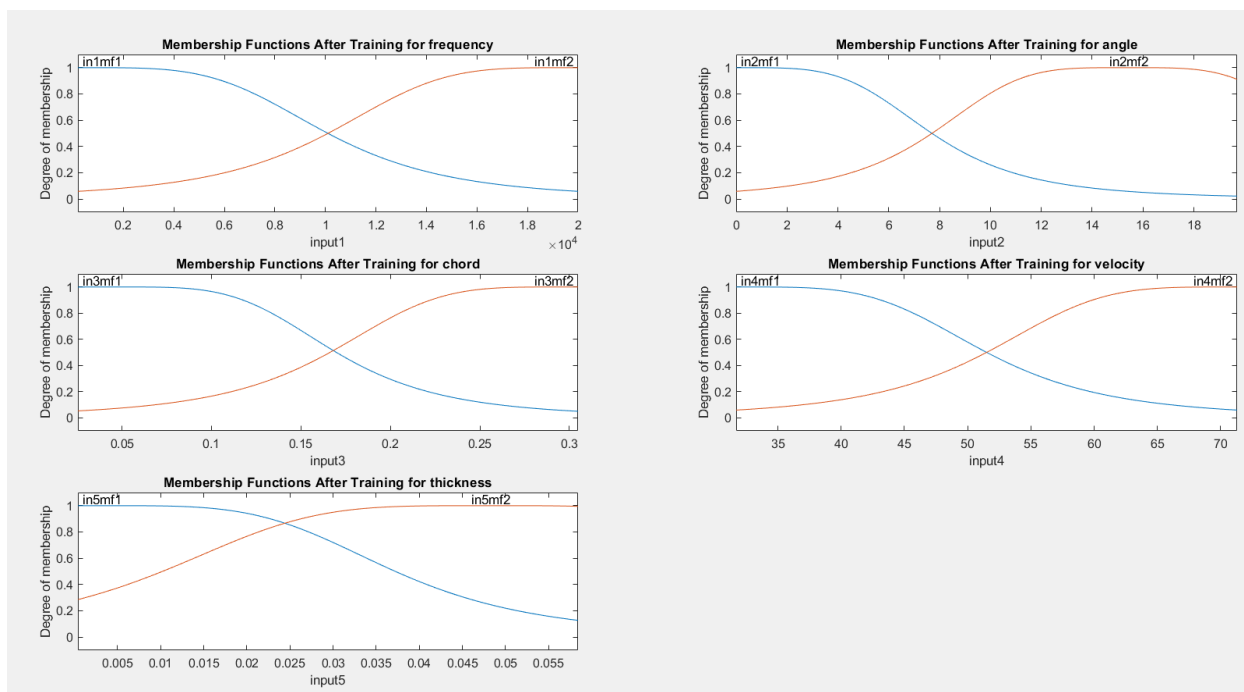 Membership Functions After Training for frequency
in1mf1 in1mf2
Degree of membership
1
0.8
0.6
0.4
0.2
0
0.2 0.4 0.6 0.8 1 1.2 1.4 1.6 1.8 2
×10⁴
input1
Membership Functions After Training for angle
in2mf1 in2mf2
Degree of membership
1
0.8
0.6
0.4
0.2
0
0 2 4 6 8 10 12 14 16 18
input2
Membership Functions After Training for chord
in3mf1 in3mf2
Degree of membership
1
0.8
0.6
0.4
0.2
0
0.05 0.1 0.15 0.2 0.25 0.3
input3
Membership Functions After Training for velocity
in4mf1 in4mf2
Degree of membership
1
0.8
0.6
0.4
0.2
0
35 40 45 50 55 60 65 70
input4
Membership Functions After Training for thickness
in5mf1 in5mf2
Degree of membership
1
0.8
0.6
0.4
0.2
0
0.005 0.01 0.015 0.02 0.025 0.03 0.035 0.04 0.045 0.05 0.055
input5